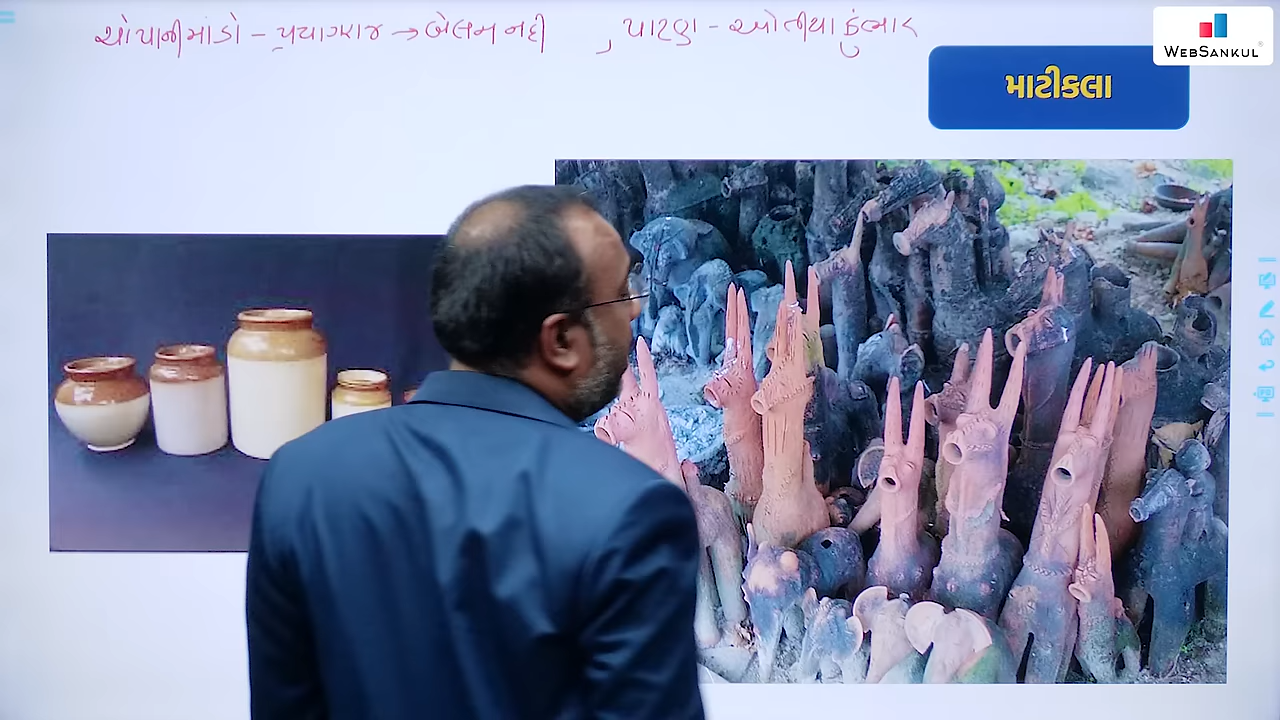 ચોપાનીમાંડો - પ્રયાગરાજ → બેલન નદી , પાટણ - ઓતીયા કુંભાર
WEBSANKUL
માટીકલા